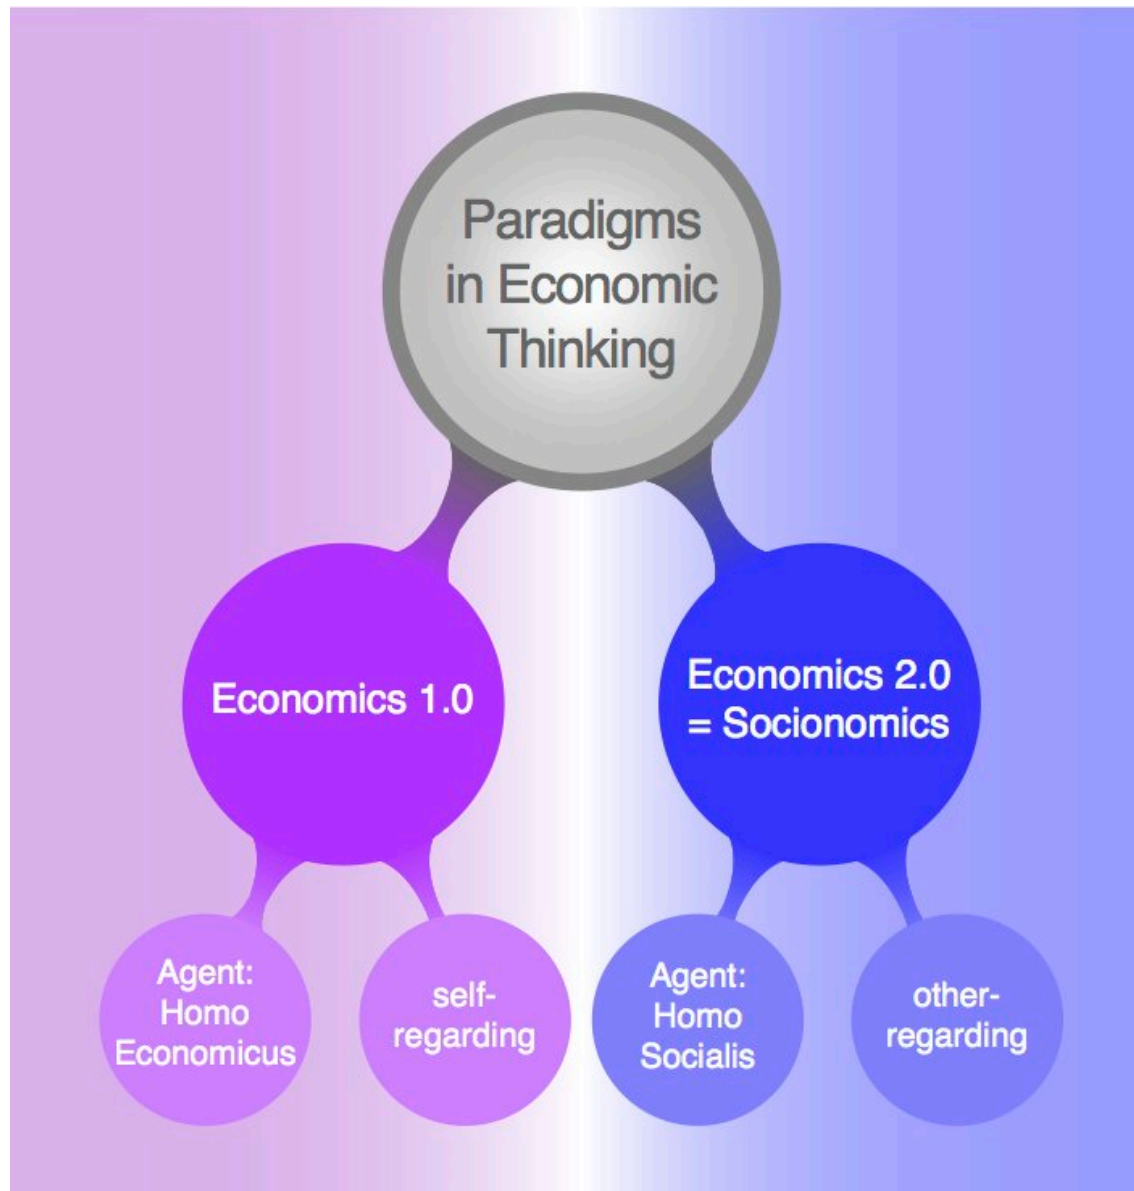 Paradigms
in Economic
Thinking
Economics 1.0
Economics 2.0
= Socionomics
Agent:
Homo
Economicus
self-
regarding
Agent:
Homo
Socialis
other-
regarding